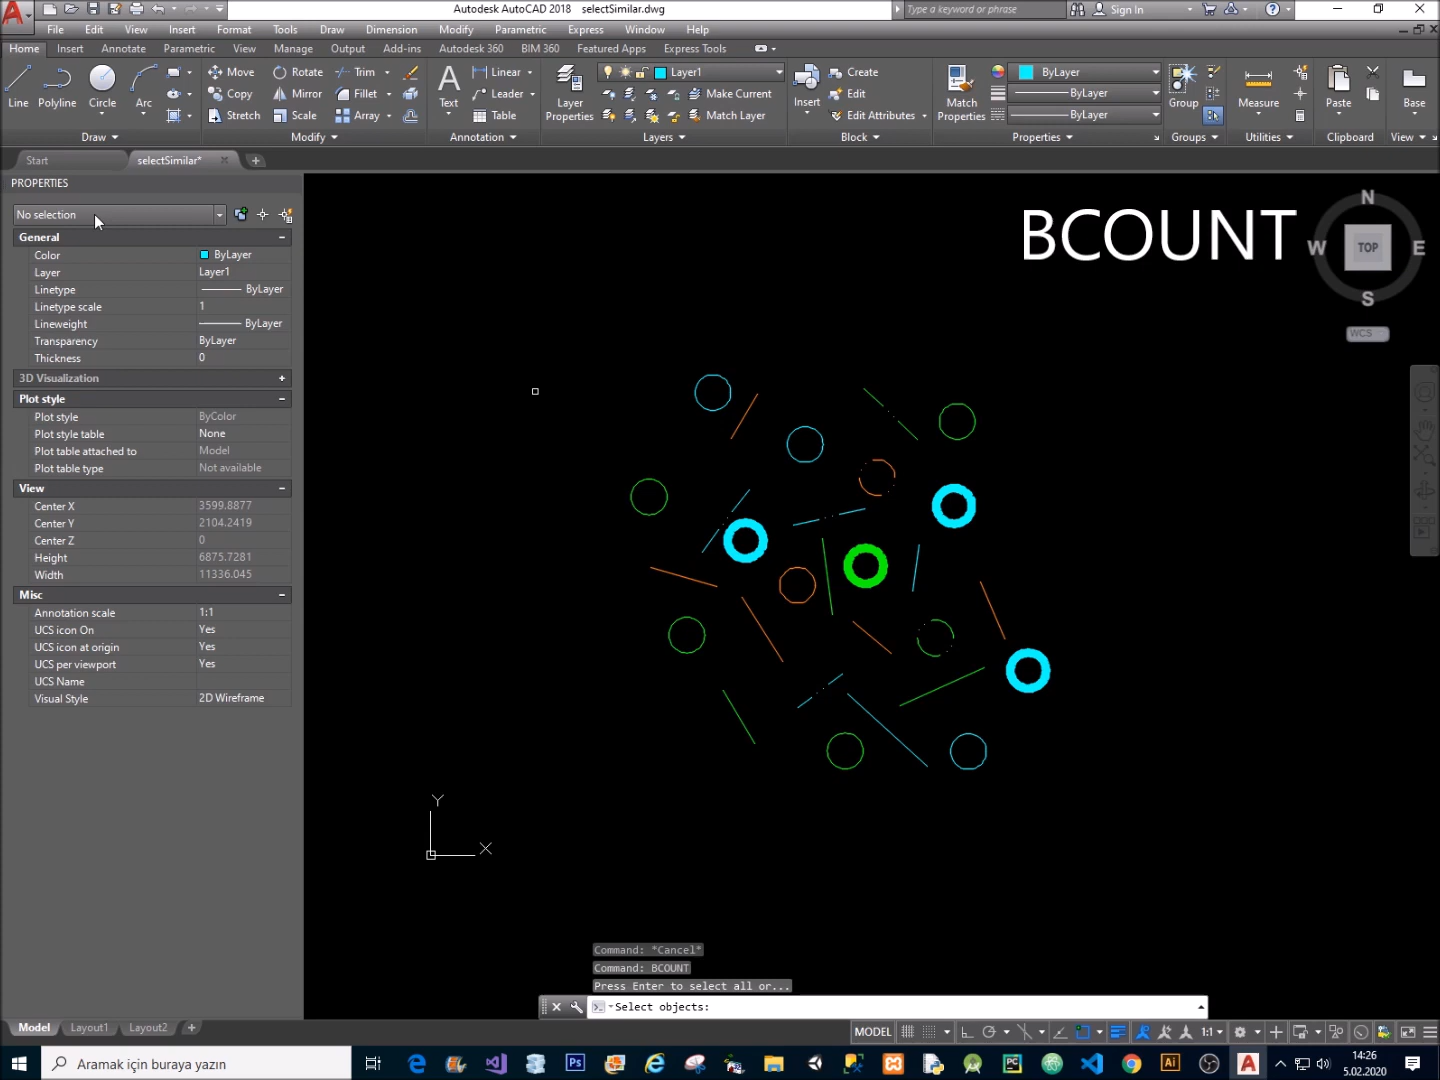 Autodesk AutoCAD 2018 selectSimilar.dwg
Type a keyword or phrase
Sign In
File Edit View Insert Format Tools Draw Dimension Modify Parametric Express Window Help
Home Insert Annotate Parametric View Manage Output Add-ins Autodesk 360 BIM 360 Featured Apps Express Tools
Move Rotate Trim Linear Layer1 Create ByLayer
Copy Mirror Fillet Leader Make Current Edit ByLayer
Line Polyline Circle Arc Text Layer Properties Insert Match Properties Group Measure Paste Base
Stretch Scale Array Table Match Layer Edit Attributes ByLayer
Draw Modify Annotation Layers Block Properties Groups Utilities Clipboard View
Start selectSimilar*
PROPERTIES
No selection
General
Color ByLayer
Layer Layer1
Linetype ByLayer
Linetype scale 1
Lineweight ByLayer
Transparency ByLayer
Thickness 0
3D Visualization
Plot style
Plot style ByColor
Plot style table None
Plot table attached to Model
Plot table type Not available
View
Center X 3599.8877
Center Y 2104.2419
Center Z 0
Height 6875.7281
Width 11336.045
Misc
Annotation scale 1:1
UCS icon On Yes
UCS icon at origin Yes
UCS per viewport Yes
UCS Name
Visual Style 2D Wireframe
BCOUNT
N
W TOP E
S
WCS
Y
X
Command: *Cancel*
Command: BCOUNT
Press Enter to select all or...
Select objects:
Model Layout1 Layout2
MODEL 1:1
Aramak için buraya yazın
Ps
PC
Ai
A
14:26
5.02.2020